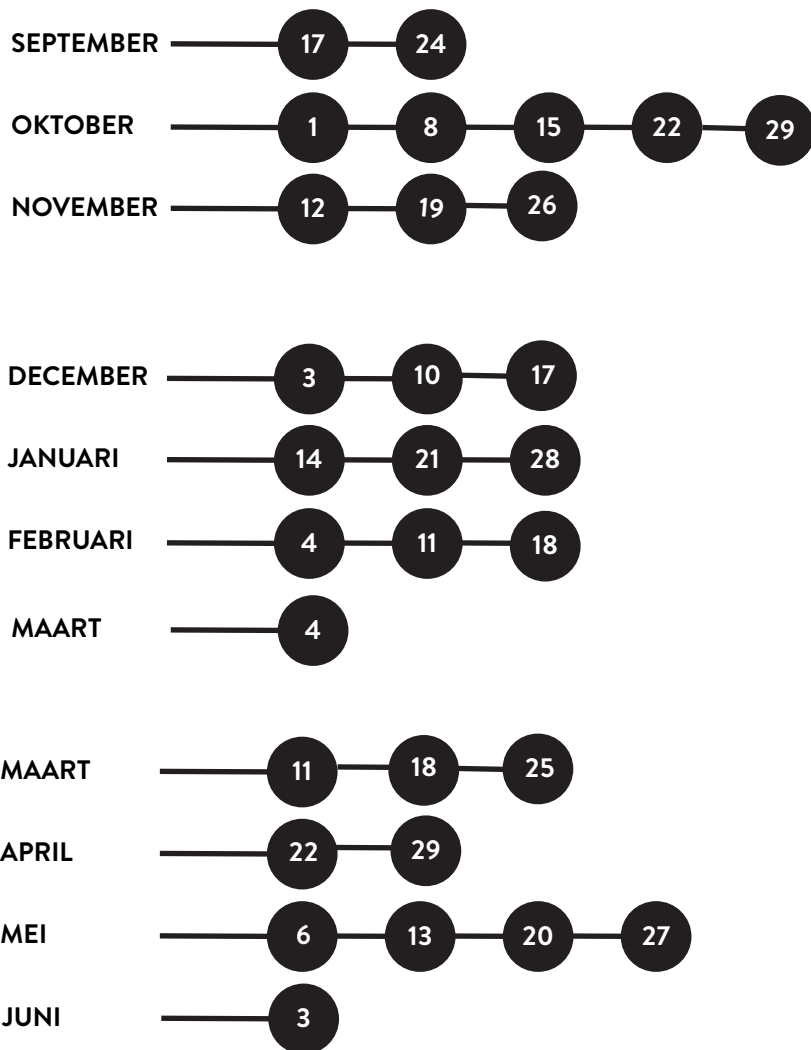 SEPTEMBER 17 24
OKTOBER 1 8 15 22 29
NOVEMBER 12 19 26
DECEMBER 3 10 17
JANUARI 14 21 28
FEBRUARI 4 11 18
MAART 4
MAART 11 18 25
APRIL 22 29
MEI 6 13 20 27
JUNI 3